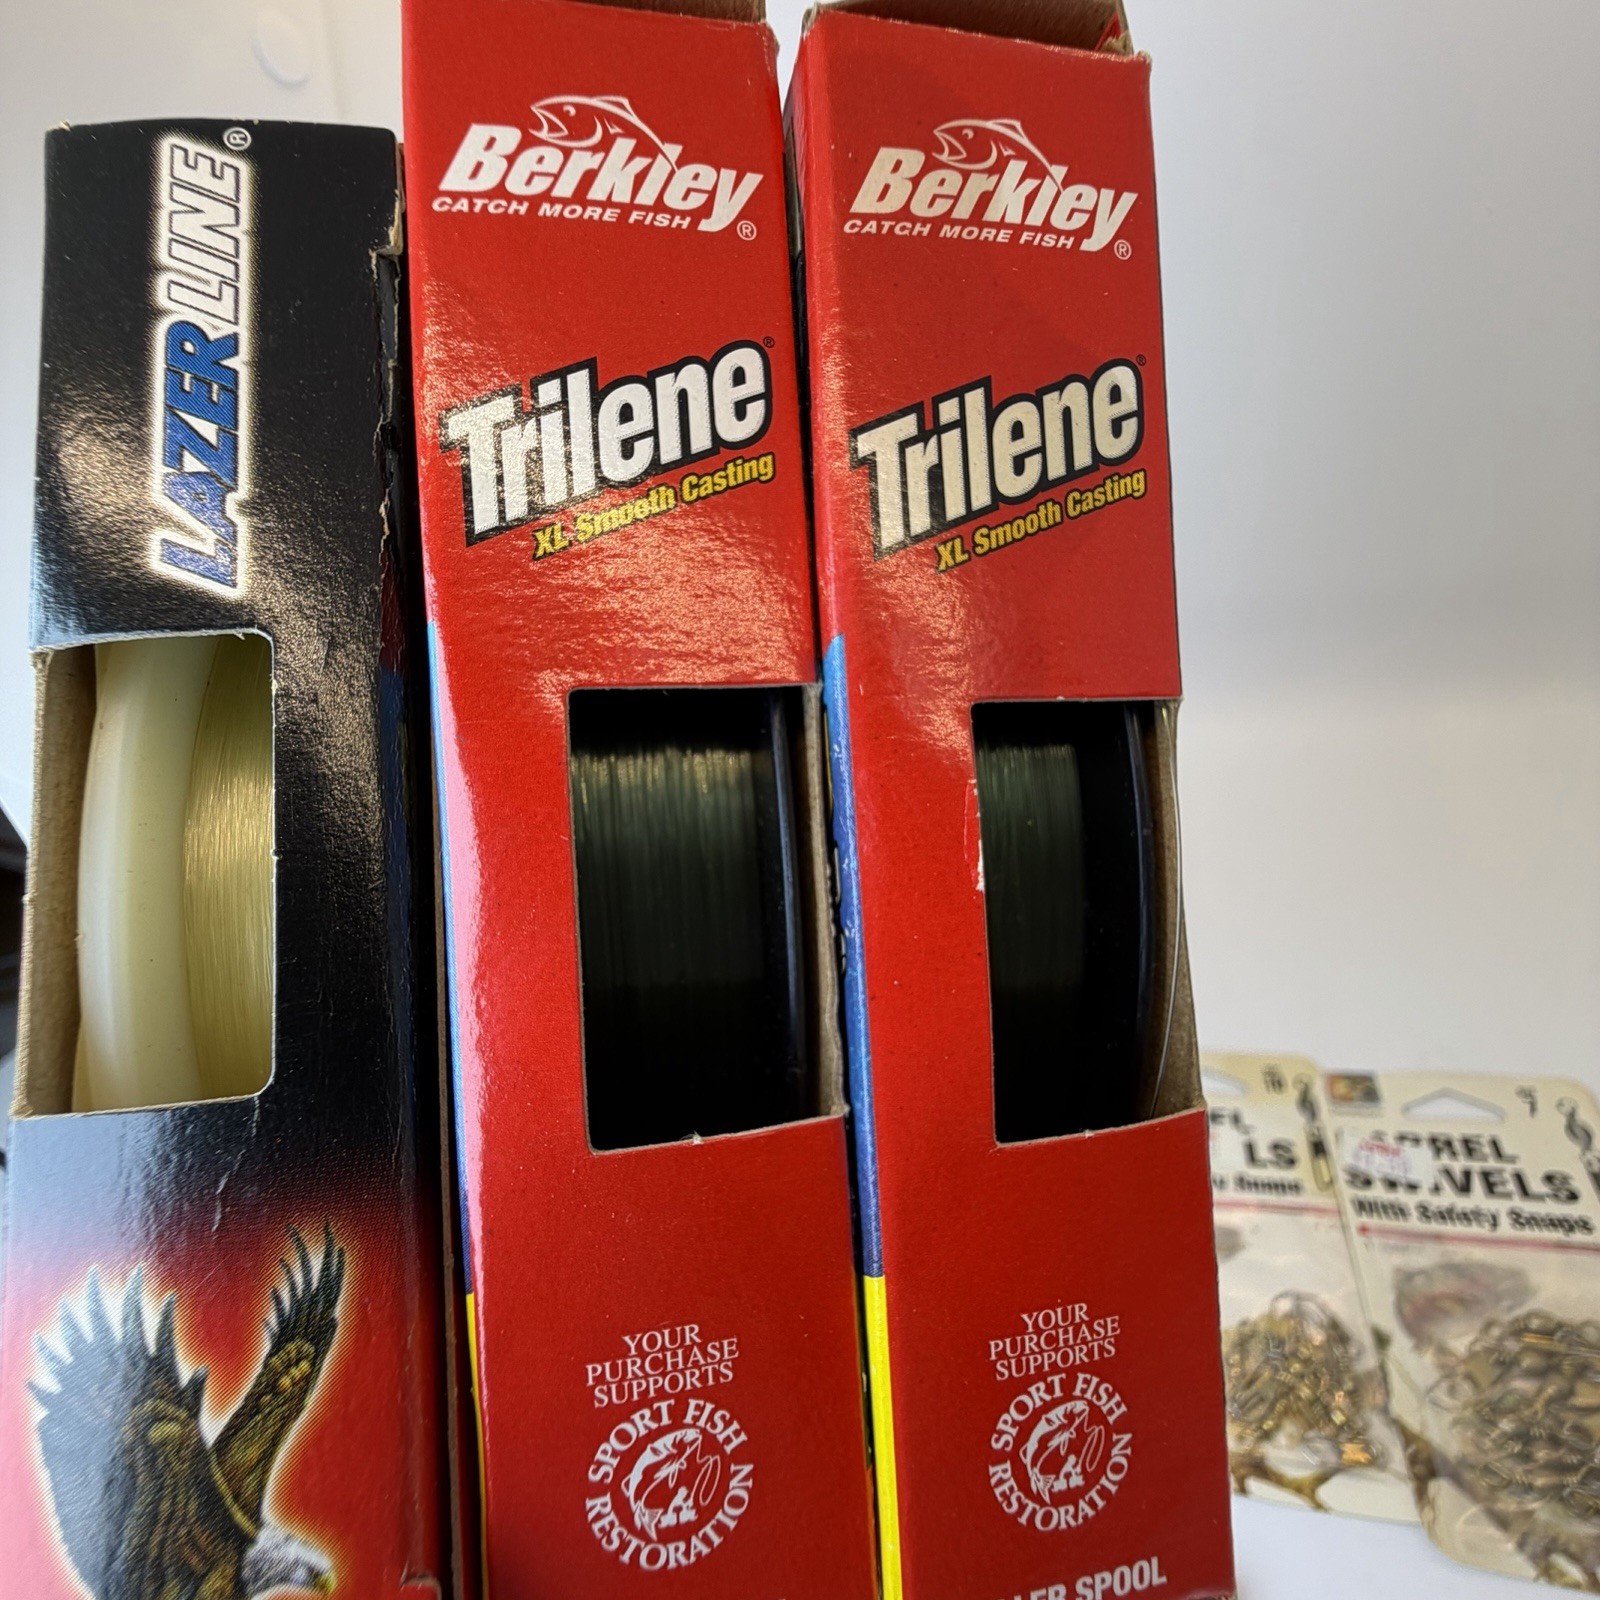 LAZERLINE®
Berkley®
CATCH MORE FISH
Trilene®
XL Smooth Casting
YOUR
PURCHASE
SUPPORTS
SPORT FISH
RESTORATION
Berkley®
CATCH MORE FISH
Trilene®
XL Smooth Casting
YOUR
PURCHASE
SUPPORTS
SPORT FISH
RESTORATION
SPOOL
SWIVELS
With Safety Snaps